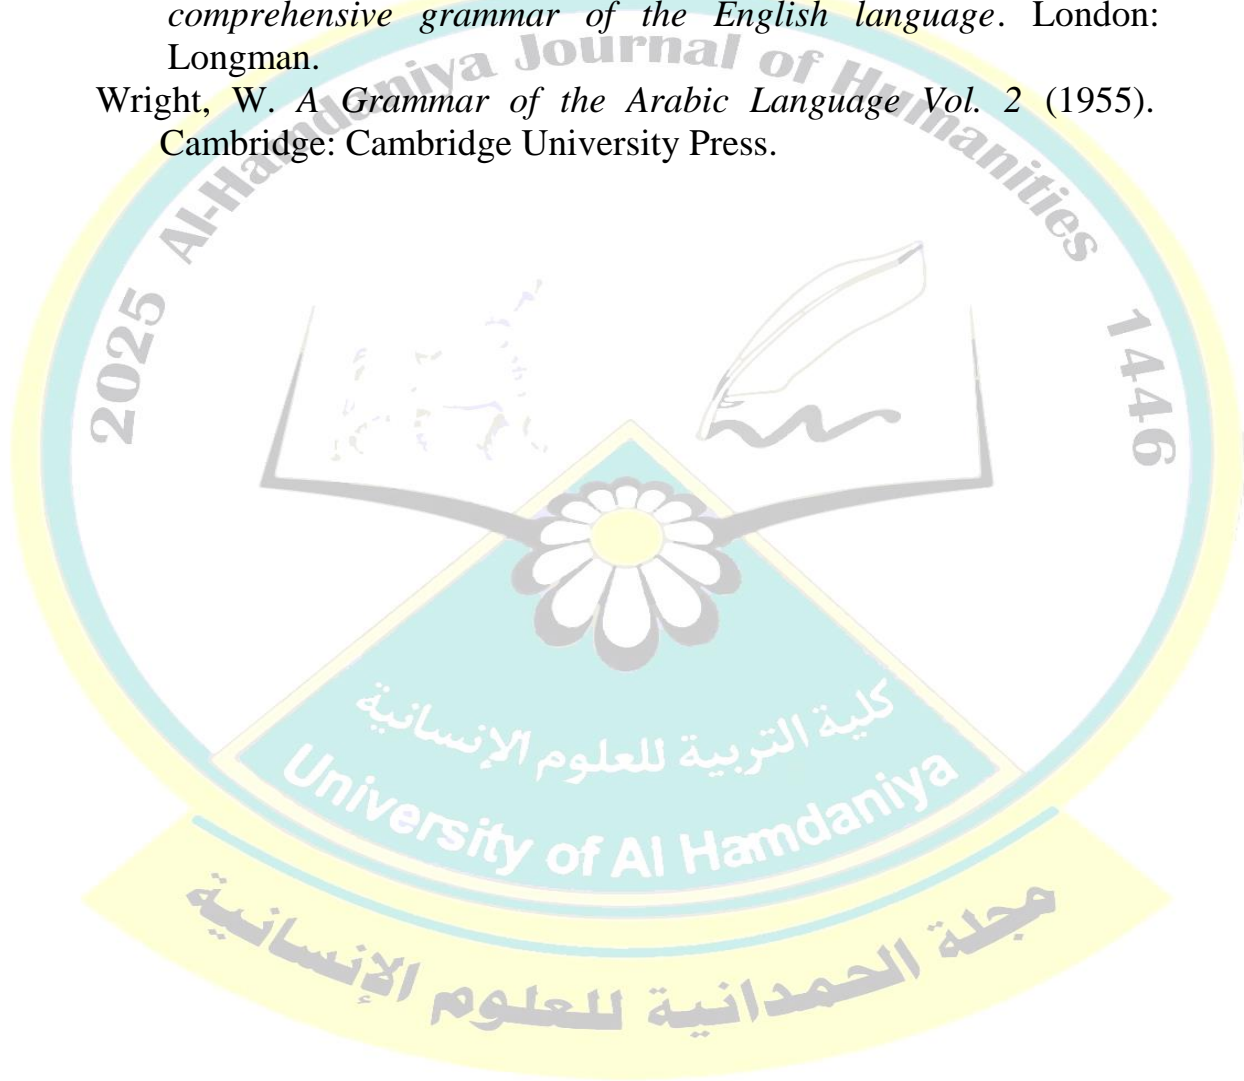 comprehensive grammar of the English language. London:
Longman.
Wright, W. A Grammar of the Arabic Language Vol. 2 (1955).
Cambridge: Cambridge University Press.
2025 Al-Hamdaniya Journal of Humanities 1446
كلية التربية للعلوم الإنسانية
University of Al Hamdaniya
مجلة الحمدانية للعلوم الإنسانية